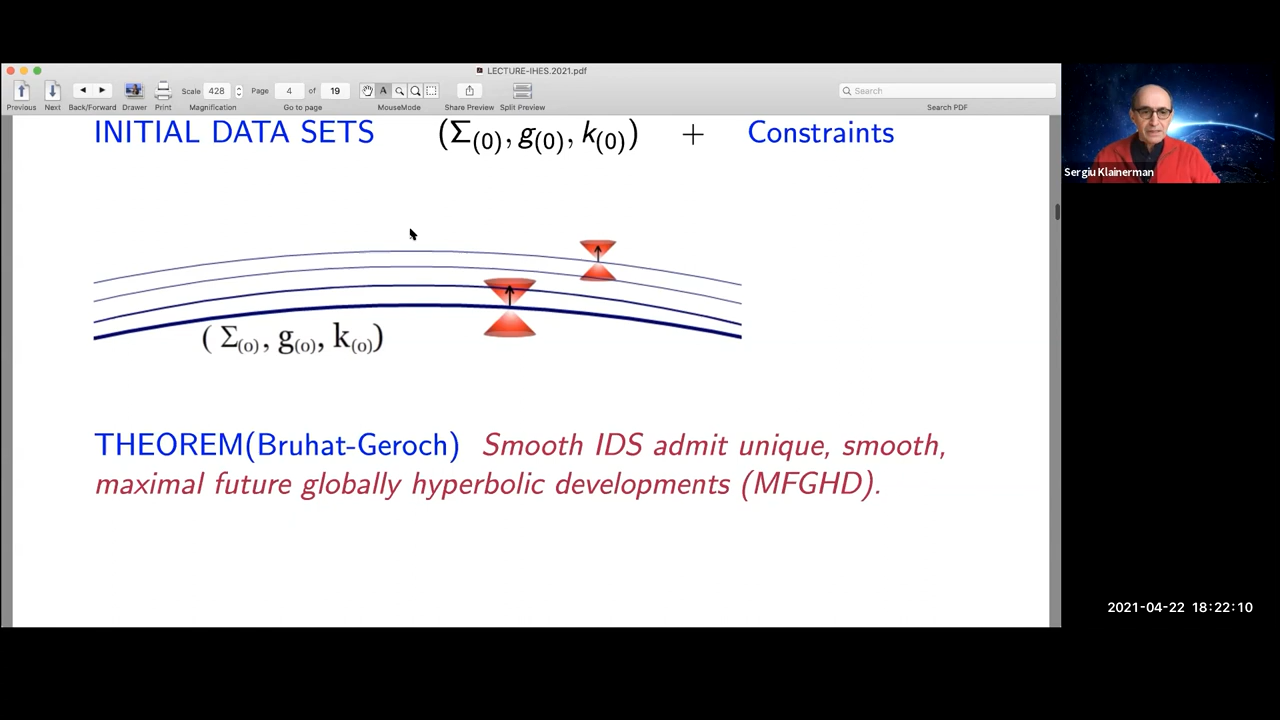 LECTURE-IHES.2021.pdf
Previous Next Back/Forward Drawer Print Scale 428 Magnification Page 4 of 19 Go to page A MouseMode Share Preview Split Preview Search Search PDF
INITIAL DATA SETS (Σ(0), g(0), k(0)) + Constraints
Sergiu Klainerman
( Σ(o), g(o), k(o))
THEOREM(Bruhat-Geroch) Smooth IDS admit unique, smooth,
maximal future globally hyperbolic developments (MFGHD).
2021-04-22 18:22:10